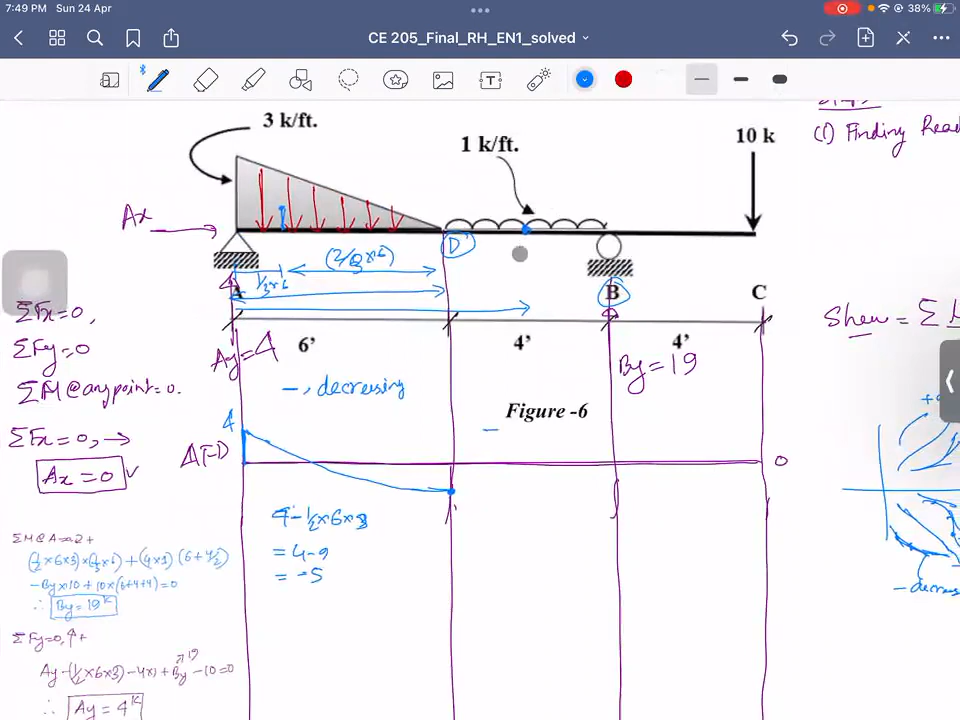 7:49 PM Sun 24 Apr
38%
CE 205_Final_RH_EN1_solved
(1) Finding
3 k/ft.
1 k/ft.
10 k
Ax
D
(2/3×6)
1/3×6
A
B
C
6'
4'
4'
Ay=4
By=19
Figure -6
ΣFx=0,
ΣFy=0
ΣM@anypoint=0.
ΣFx=0, →
Ax=0
-, decreasing
Shear = Σ
4
AFD
0
4-1/2×6×3
=4-9
=-5
ΣM@A=0 2+
(1/2×6×3)×(1/3×6)+(4×1)(6+4/2)
-By×10+10×(6+4+4)=0
∴ By=19K
ΣFy=0, ↑+
Ay-(1/2×6×3)-4×1+By-10=0
19
∴ Ay=4K